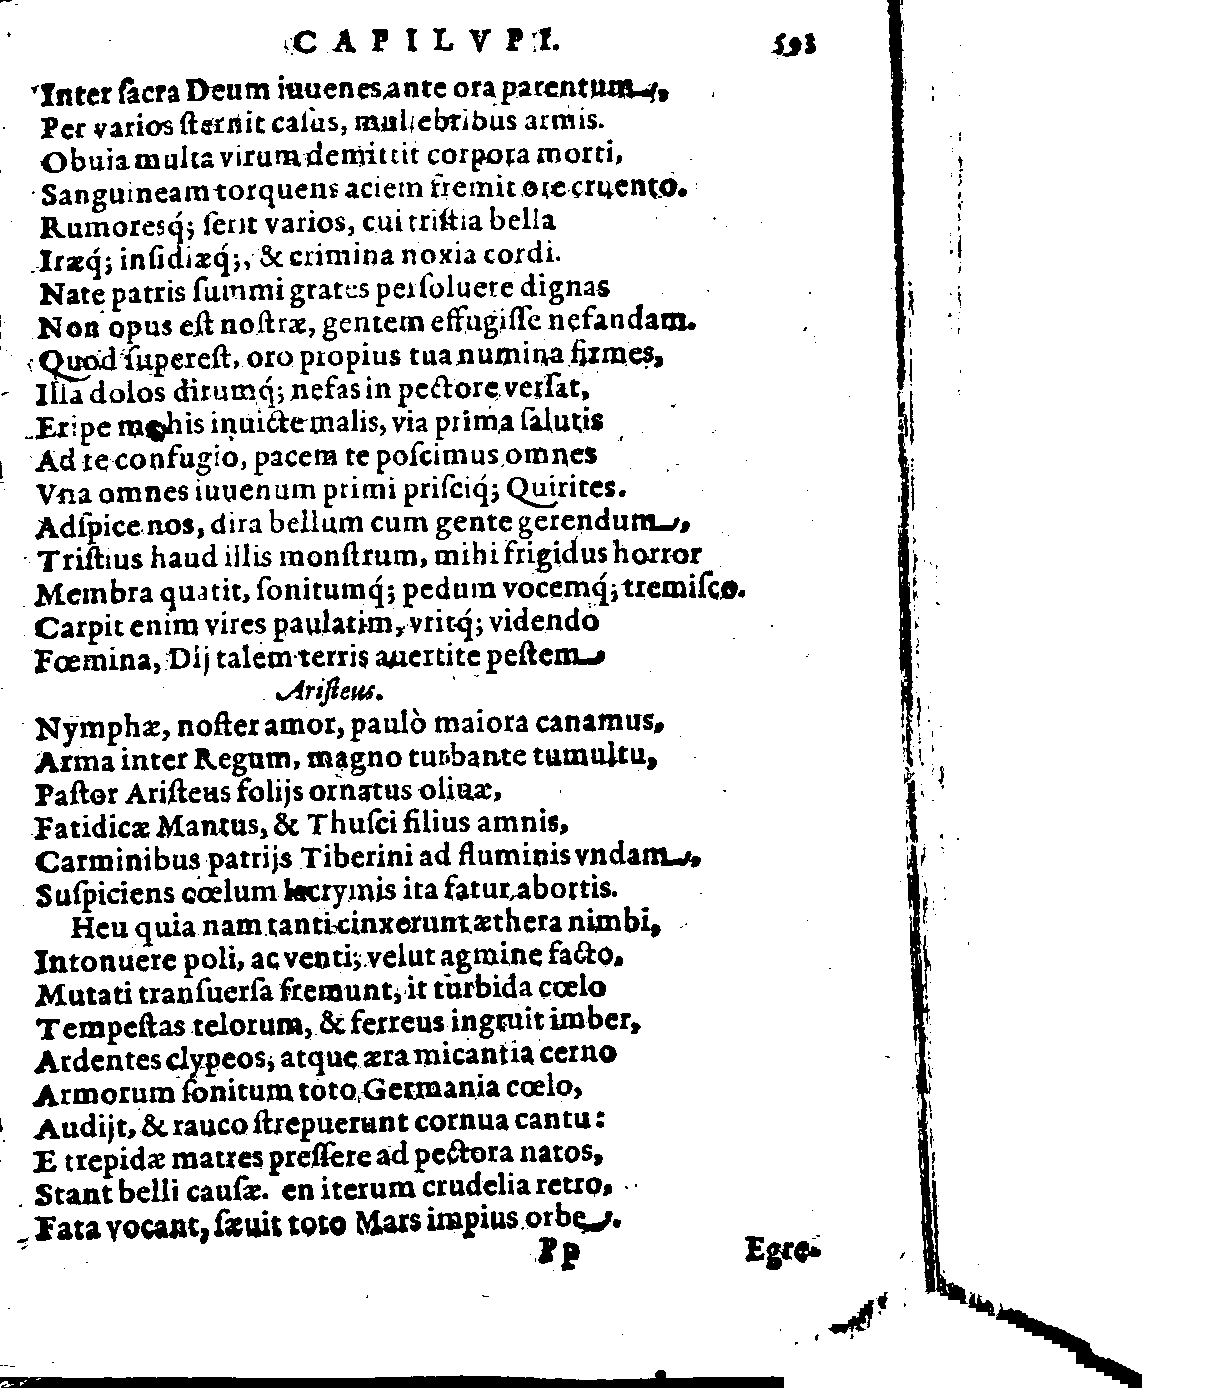 CAPILVPI. 593
Inter ſacra Deum iuuenes, ante ora parentum,
Per varios ſternit caſus, muliebribus armis.
Obuia multa virum demittit corpora morti,
Sanguineam torquens aciem fremit ore cruento.
Rumoresq́; ſerit varios, cui triſtia bella
Iræq́; inſidiæq́;, & crimina noxia cordi.
Nate patris ſummi grates perſoluere dignas
Non opus eſt noſtræ, gentem effugiſſe nefandam.
Quod ſupereſt, oro propius tua numina firmes,
Illa dolos dirumq́; nefas in pectore verſat,
Eripe me his inuicte malis, via prima ſalutis
Ad te confugio, pacem te poſcimus omnes
Vna omnes iuuenum primi priſciq́; Quirites.
Adſpice nos, dira bellum cum gente gerendum,
Triſtius haud illis monſtrum, mihi frigidus horror
Membra quatit, ſonitumq́; pedum vocemq́; tremiſco.
Carpit enim vires paulatim, vritq́; videndo
Fœmina, Dij talem terris auertite peſtem
Ariſteus.
Nymphæ, noſter amor, paulò maiora canamus,
Arma inter Regum, magno turbante tumultu,
Paſtor Ariſteus folijs ornatus oliuæ,
Fatidicæ Mantus, & Thuſci filius amnis,
Carminibus patrijs Tiberini ad fluminis vndam,
Suſpiciens cœlum lacrymis ita fatur abortis.
Heu quia nam tanti cinxerunt æthera nimbi,
Intonuere poli, ac venti; velut agmine facto.
Mutati tranſuerſa fremunt, it turbida cœlo
Tempeſtas telorum, & ferreus ingruit imber,
Ardentes clypeos, atque æra micantia cerno
Armorum ſonitum toto Germania cœlo,
Audijt, & rauco ſtrepuerunt cornua cantu:
E trepidæ matres preſſere ad pectora natos,
Stant belli cauſæ. en iterum crudelia retro,
Fata vocant, ſæuit toto Mars impius orbe.
Pp Egre-